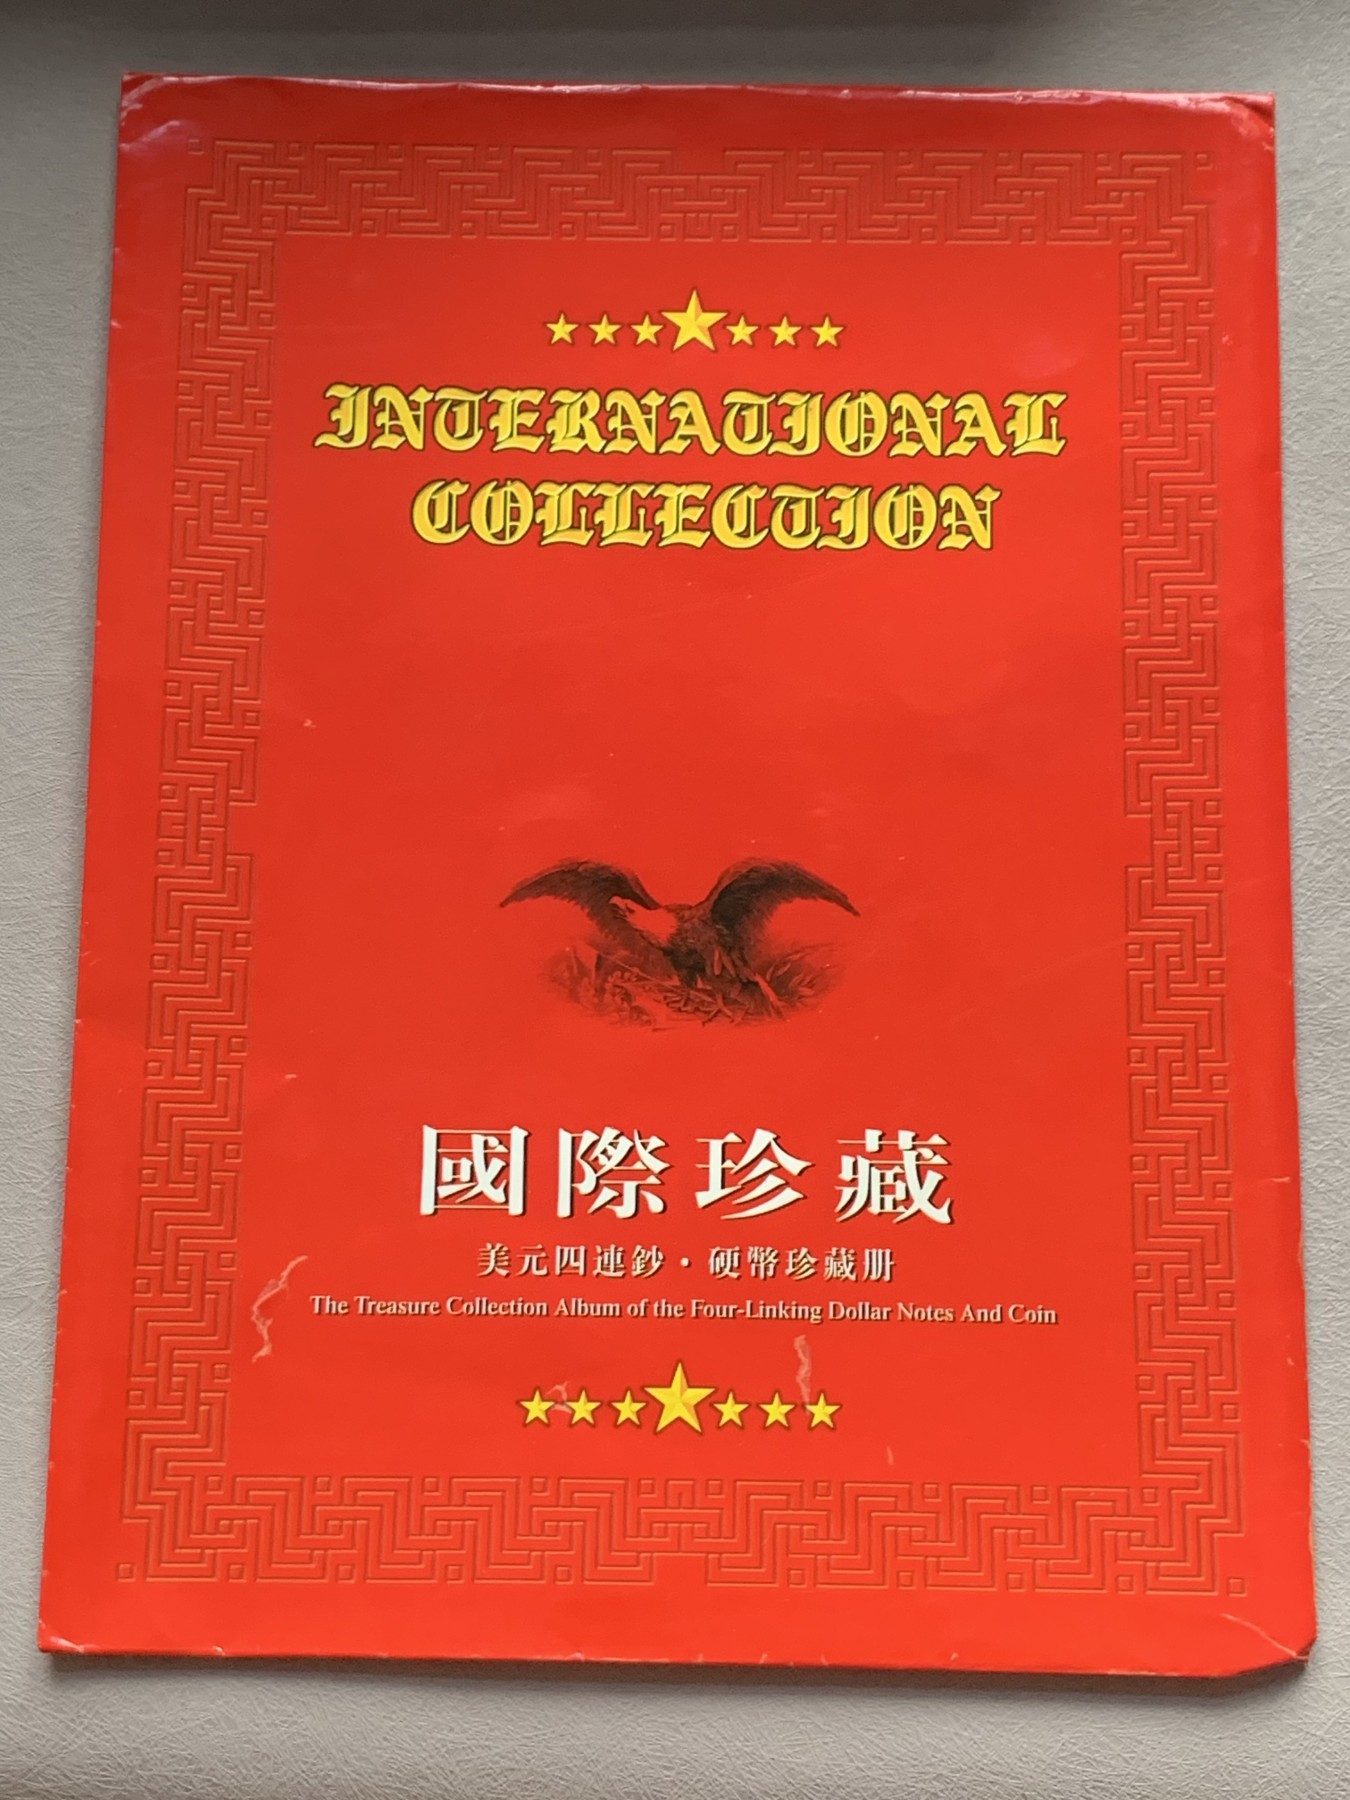 INTERNATIONAL
COLLECTION
國際珍藏
美元四連鈔·硬幣珍藏册
The Treasure Collection Album of the Four-Linking Dollar Notes And Coin